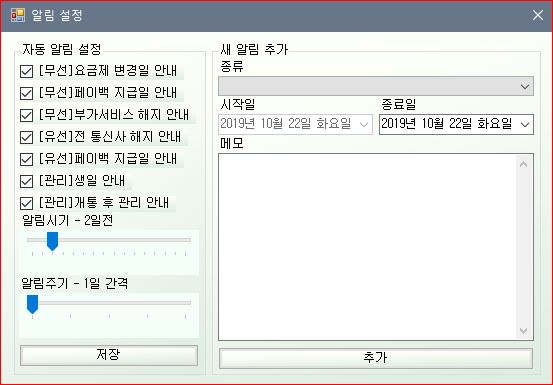 알림 설정
자동 알림 설정
[무선]요금제 변경일 안내
[무선]페이백 지급일 안내
[무선]부가서비스 해지 안내
[유선]전 통신사 해지 안내
[유선]페이백 지급일 안내
[관리]생일 안내
[관리]개통 후 관리 안내
알림시기 - 2일전
알림주기 - 1일 간격
저장
새 알림 추가
종류
시작일 종료일
2019년 10월 22일 화요일 2019년 10월 22일 화요일
메모
추가